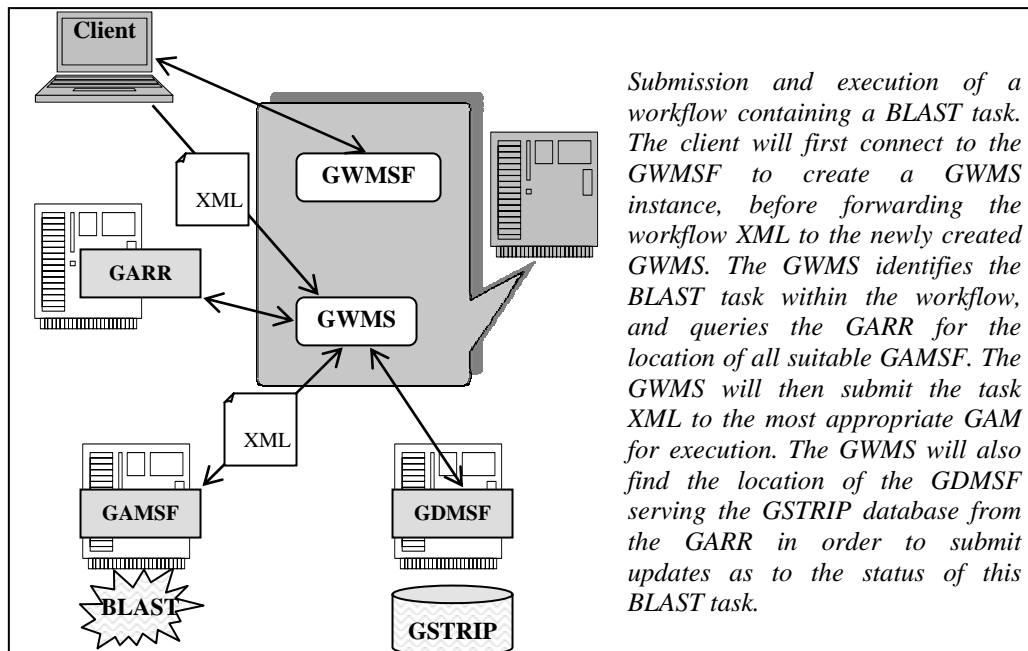 Client
GWMSF
XML
GARR
GWMS
XML
GAMSF
GDMSF
BLAST
GSTRIP
Submission and execution of a
workflow containing a BLAST task.
The client will first connect to the
GWMSF to create a GWMS
instance, before forwarding the
workflow XML to the newly created
GWMS. The GWMS identifies the
BLAST task within the workflow,
and queries the GARR for the
location of all suitable GAMSF. The
GWMS will then submit the task
XML to the most appropriate GAM
for execution. The GWMS will also
find the location of the GDMSF
serving the GSTRIP database from
the GARR in order to submit
updates as to the status of this
BLAST task.